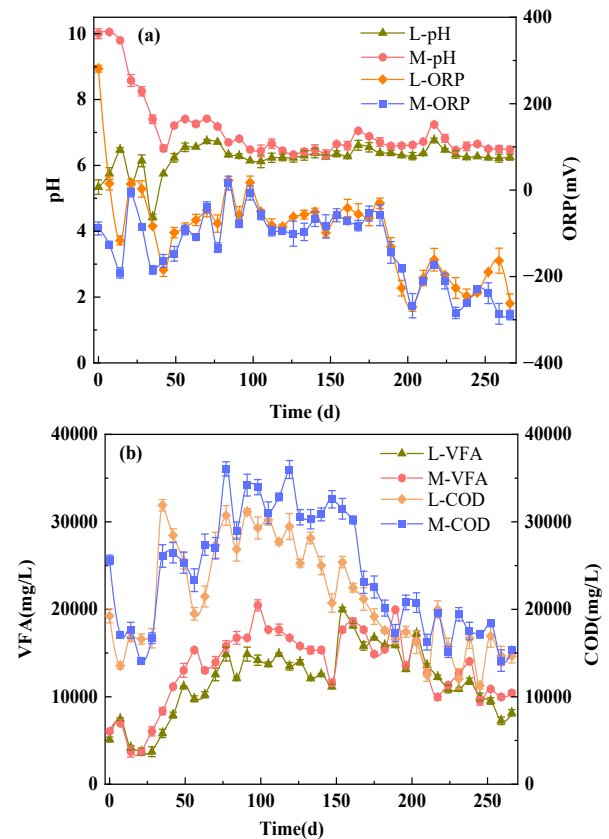 (a)
L-pH
M-pH
L-ORP
M-ORP
10
8
6
4
2
0
pH
400
200
0
−200
−400
ORP(mV)
0 50 100 150 200 250
Time (d)
(b)
L-VFA
M-VFA
L-COD
M-COD
40000
30000
20000
10000
0
VFA(mg/L)
40000
30000
20000
10000
0
COD(mg/L)
0 50 100 150 200 250
Time(d)